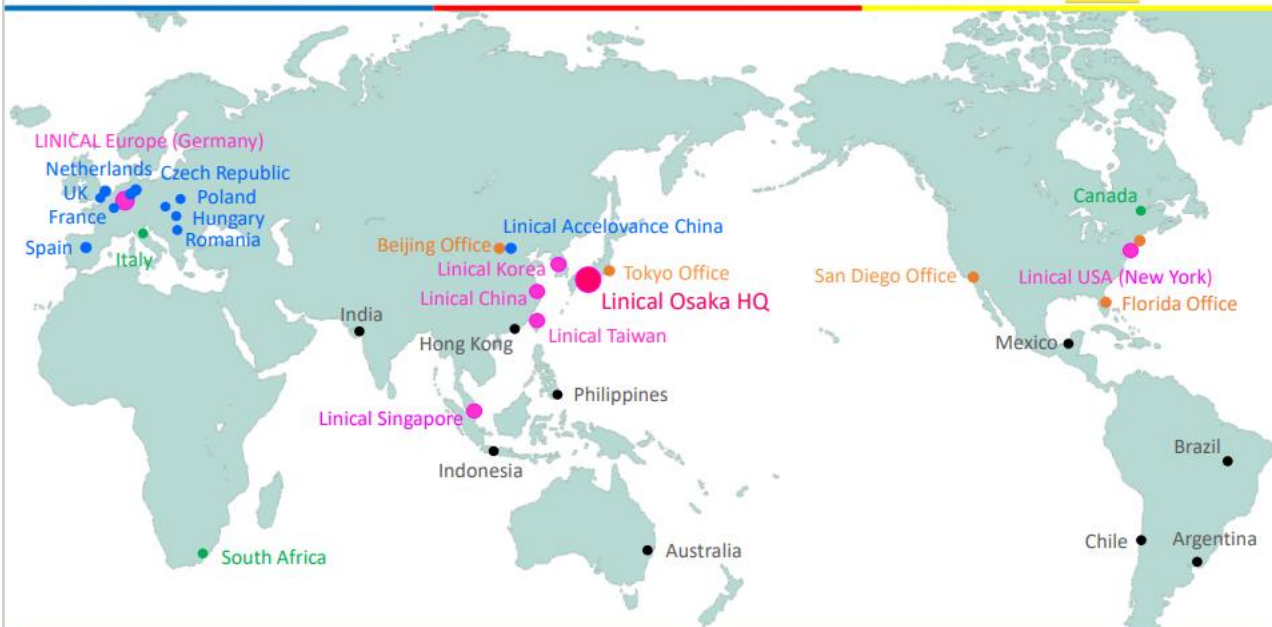 LINICAL Europe (Germany)
Netherlands
Czech Republic
UK
Poland
France
Hungary
Romania
Spain
Italy
Linical Accelovance China
Beijing Office
Linical Korea
Tokyo Office
Linical China
Linical Osaka HQ
India
Hong Kong
Linical Taiwan
Philippines
Linical Singapore
Indonesia
South Africa
Australia
Canada
San Diego Office
Linical USA (New York)
Florida Office
Mexico
Brazil
Chile
Argentina